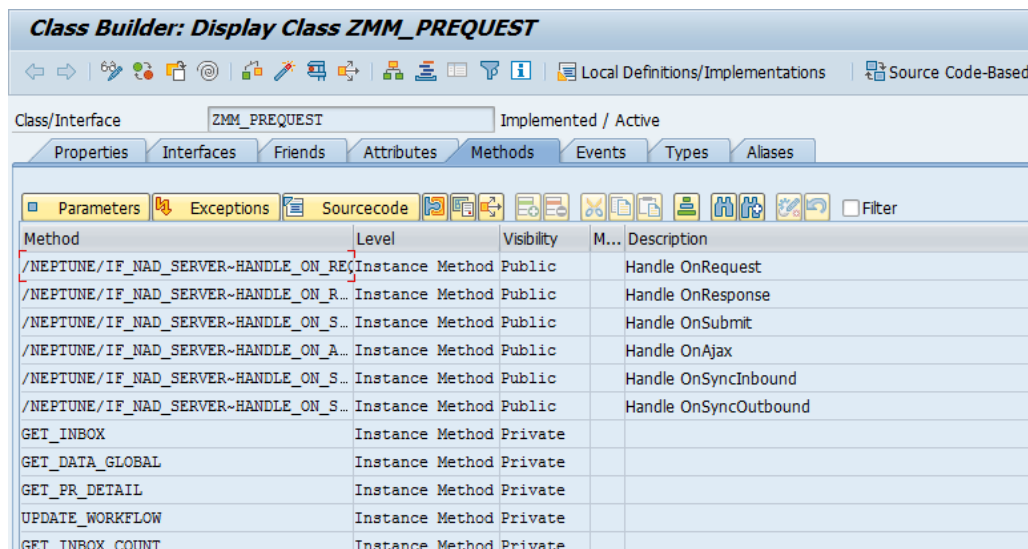 Class Builder: Display Class ZMM_PREQUEST
Local Definitions/Implementations Source Code-Based
Class/Interface ZMM_PREQUEST Implemented / Active
Properties Interfaces Friends Attributes Methods Events Types Aliases
Parameters Exceptions Sourcecode Filter
Method Level Visibility M... Description
/NEPTUNE/IF_NAD_SERVER~HANDLE_ON_REQ Instance Method Public Handle OnRequest
/NEPTUNE/IF_NAD_SERVER~HANDLE_ON_R... Instance Method Public Handle OnResponse
/NEPTUNE/IF_NAD_SERVER~HANDLE_ON_S... Instance Method Public Handle OnSubmit
/NEPTUNE/IF_NAD_SERVER~HANDLE_ON_A... Instance Method Public Handle OnAjax
/NEPTUNE/IF_NAD_SERVER~HANDLE_ON_S... Instance Method Public Handle OnSyncInbound
/NEPTUNE/IF_NAD_SERVER~HANDLE_ON_S... Instance Method Public Handle OnSyncOutbound
GET_INBOX Instance Method Private
GET_DATA_GLOBAL Instance Method Private
GET_PR_DETAIL Instance Method Private
UPDATE_WORKFLOW Instance Method Private
GET_INBOX_COUNT Instance Method Private